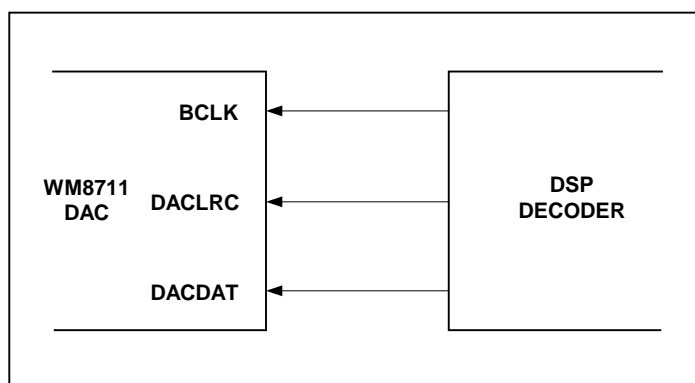 BCLK
WM8711
DAC
DACLRC
DSP
DECODER
DACDAT